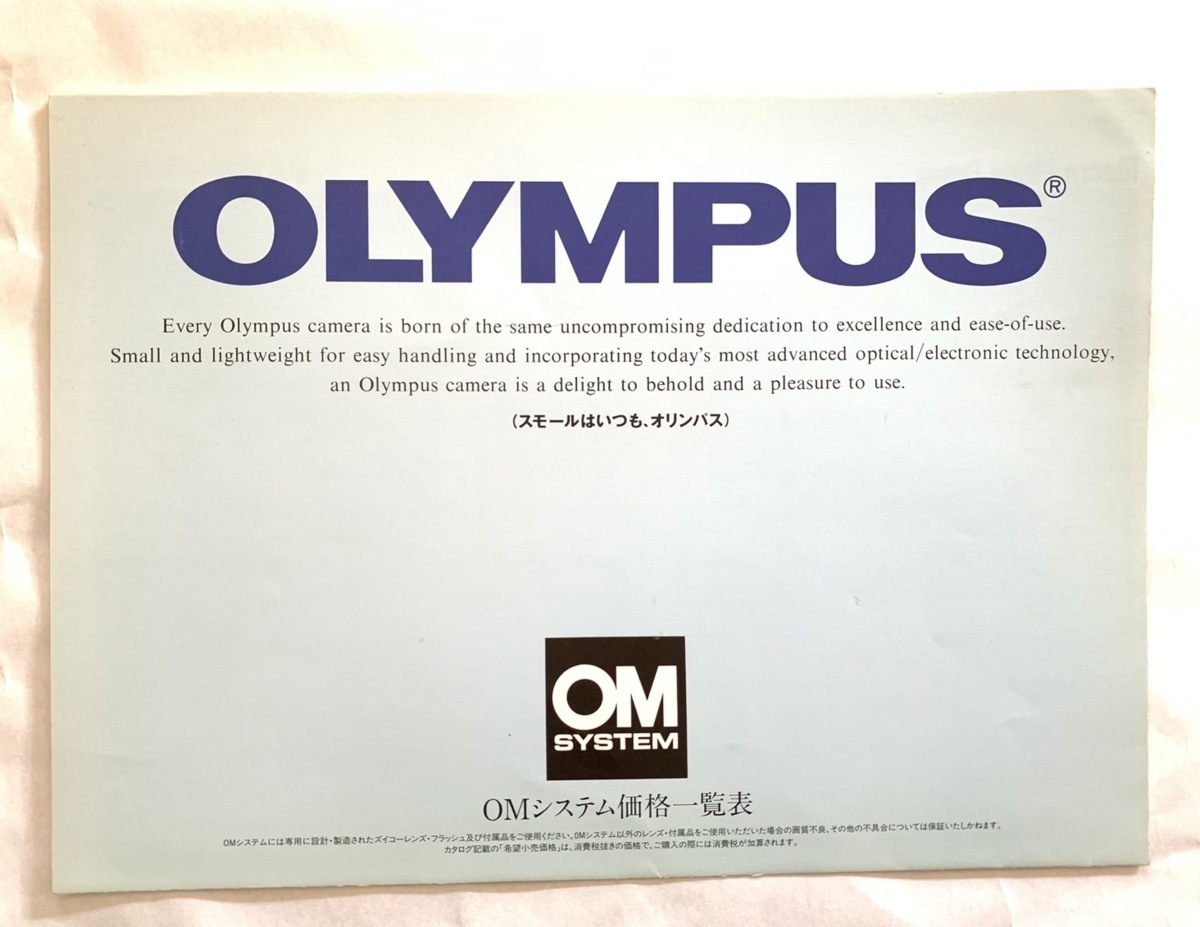 OLYMPUS®
Every Olympus camera is born of the same uncompromising dedication to excellence and ease-of-use.
Small and lightweight for easy handling and incorporating today's most advanced optical/electronic technology,
an Olympus camera is a delight to behold and a pleasure to use.
(スモールはいつも、オリンパス)
OM
SYSTEM
OMシステム価格一覧表
OMシステムには専用に設計・製造されたズイコーレンズ・フラッシュ及び付属品をご使用ください。OMシステム以外のレンズ・付属品をご使用いただいた場合の画質不良、その他の不具合については保証いたしかねます。
カタログ記載の「希望小売価格」は、消費税抜きの価格で、ご購入の際には消費税が加算されます。